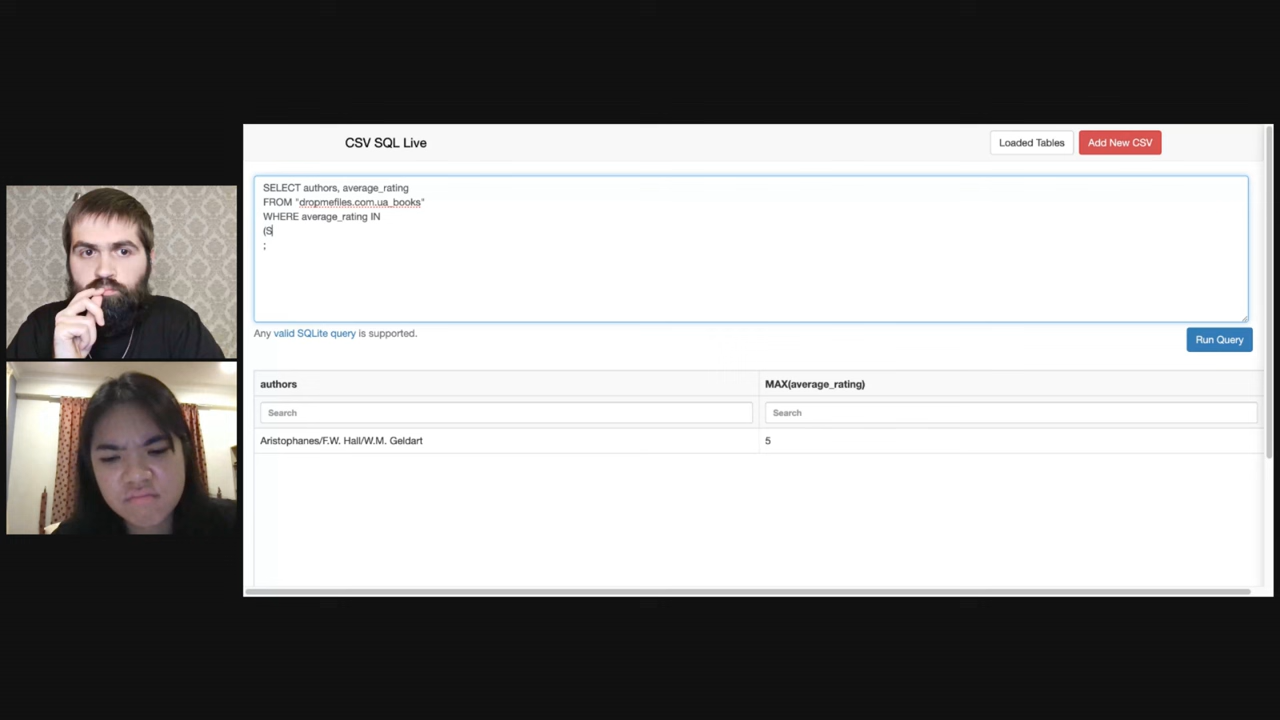 CSV SQL Live
Loaded Tables
Add New CSV
SELECT authors, average_rating
FROM "dropmefiles.com.ua_books"
WHERE average_rating IN
(S
;
Any valid SQLite query is supported.
Run Query
authors
MAX(average_rating)
Search
Search
Aristophanes/F.W. Hall/W.M. Geldart
5